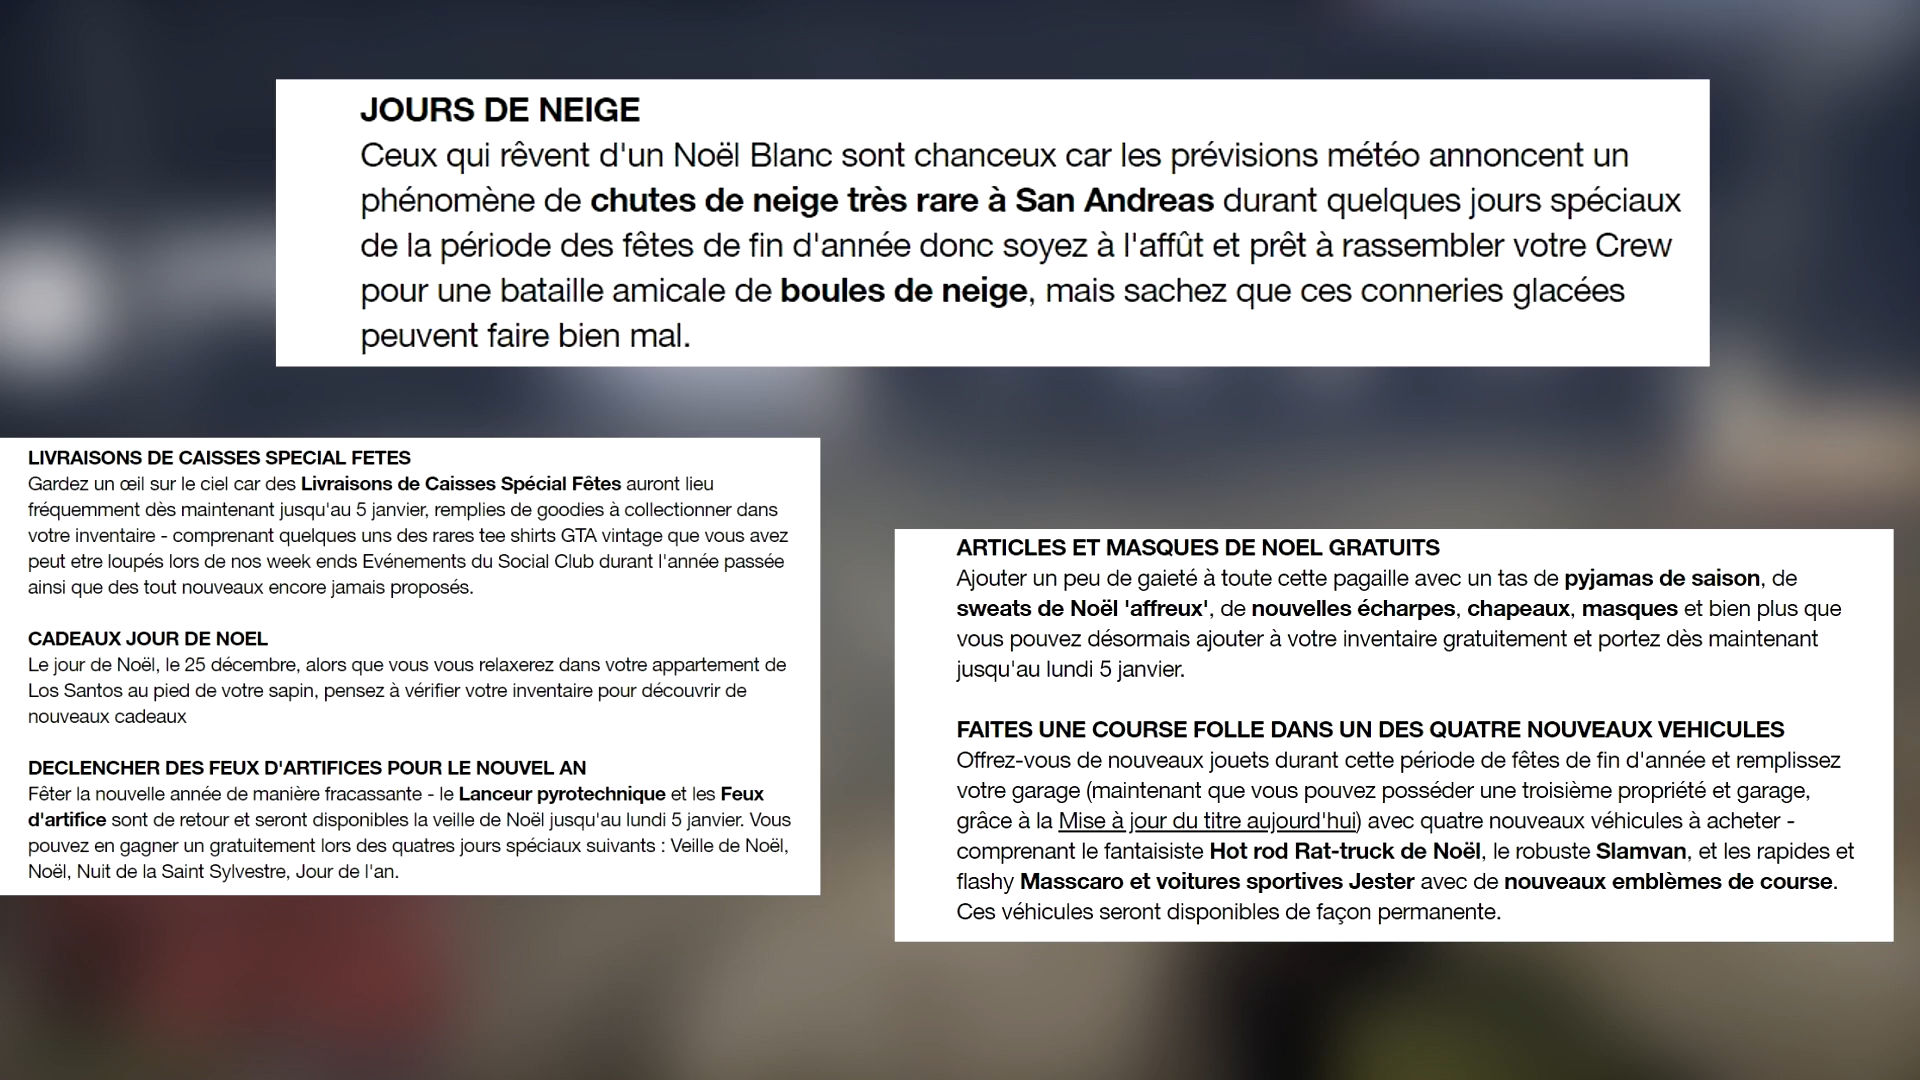 JOURS DE NEIGE
Ceux qui rêvent d'un Noël Blanc sont chanceux car les prévisions météo annoncent un
phénomène de chutes de neige très rare à San Andreas durant quelques jours spéciaux
de la période des fêtes de fin d'année donc soyez à l'affût et prêt à rassembler votre Crew
pour une bataille amicale de boules de neige, mais sachez que ces conneries glacées
peuvent faire bien mal.
LIVRAISONS DE CAISSES SPECIAL FETES
Gardez un œil sur le ciel car des Livraisons de Caisses Spécial Fêtes auront lieu
fréquemment dès maintenant jusqu'au 5 janvier, remplies de goodies à collectionner dans
votre inventaire - comprenant quelques uns des rares tee shirts GTA vintage que vous avez
peut etre loupés lors de nos week ends Evénements du Social Club durant l'année passée
ainsi que des tout nouveaux encore jamais proposés.
CADEAUX JOUR DE NOEL
Le jour de Noël, le 25 décembre, alors que vous vous relaxerez dans votre appartement de
Los Santos au pied de votre sapin, pensez à vérifier votre inventaire pour découvrir de
nouveaux cadeaux
DECLENCHER DES FEUX D'ARTIFICES POUR LE NOUVEL AN
Fêter la nouvelle année de manière fracassante - le Lanceur pyrotechnique et les Feux
d'artifice sont de retour et seront disponibles la veille de Noël jusqu'au lundi 5 janvier. Vous
pouvez en gagner un gratuitement lors des quatres jours spéciaux suivants : Veille de Noël,
Noël, Nuit de la Saint Sylvestre, Jour de l'an.
ARTICLES ET MASQUES DE NOEL GRATUITS
Ajouter un peu de gaieté à toute cette pagaille avec un tas de pyjamas de saison, de
sweats de Noël 'affreux', de nouvelles écharpes, chapeaux, masques et bien plus que
vous pouvez désormais ajouter à votre inventaire gratuitement et portez dès maintenant
jusqu'au lundi 5 janvier.
FAITES UNE COURSE FOLLE DANS UN DES QUATRE NOUVEAUX VEHICULES
Offrez-vous de nouveaux jouets durant cette période de fêtes de fin d'année et remplissez
votre garage (maintenant que vous pouvez posséder une troisième propriété et garage,
grâce à la Mise à jour du titre aujourd'hui) avec quatre nouveaux véhicules à acheter -
comprenant le fantaisiste Hot rod Rat-truck de Noël, le robuste Slamvan, et les rapides et
flashy Masscaro et voitures sportives Jester avec de nouveaux emblèmes de course.
Ces véhicules seront disponibles de façon permanente.